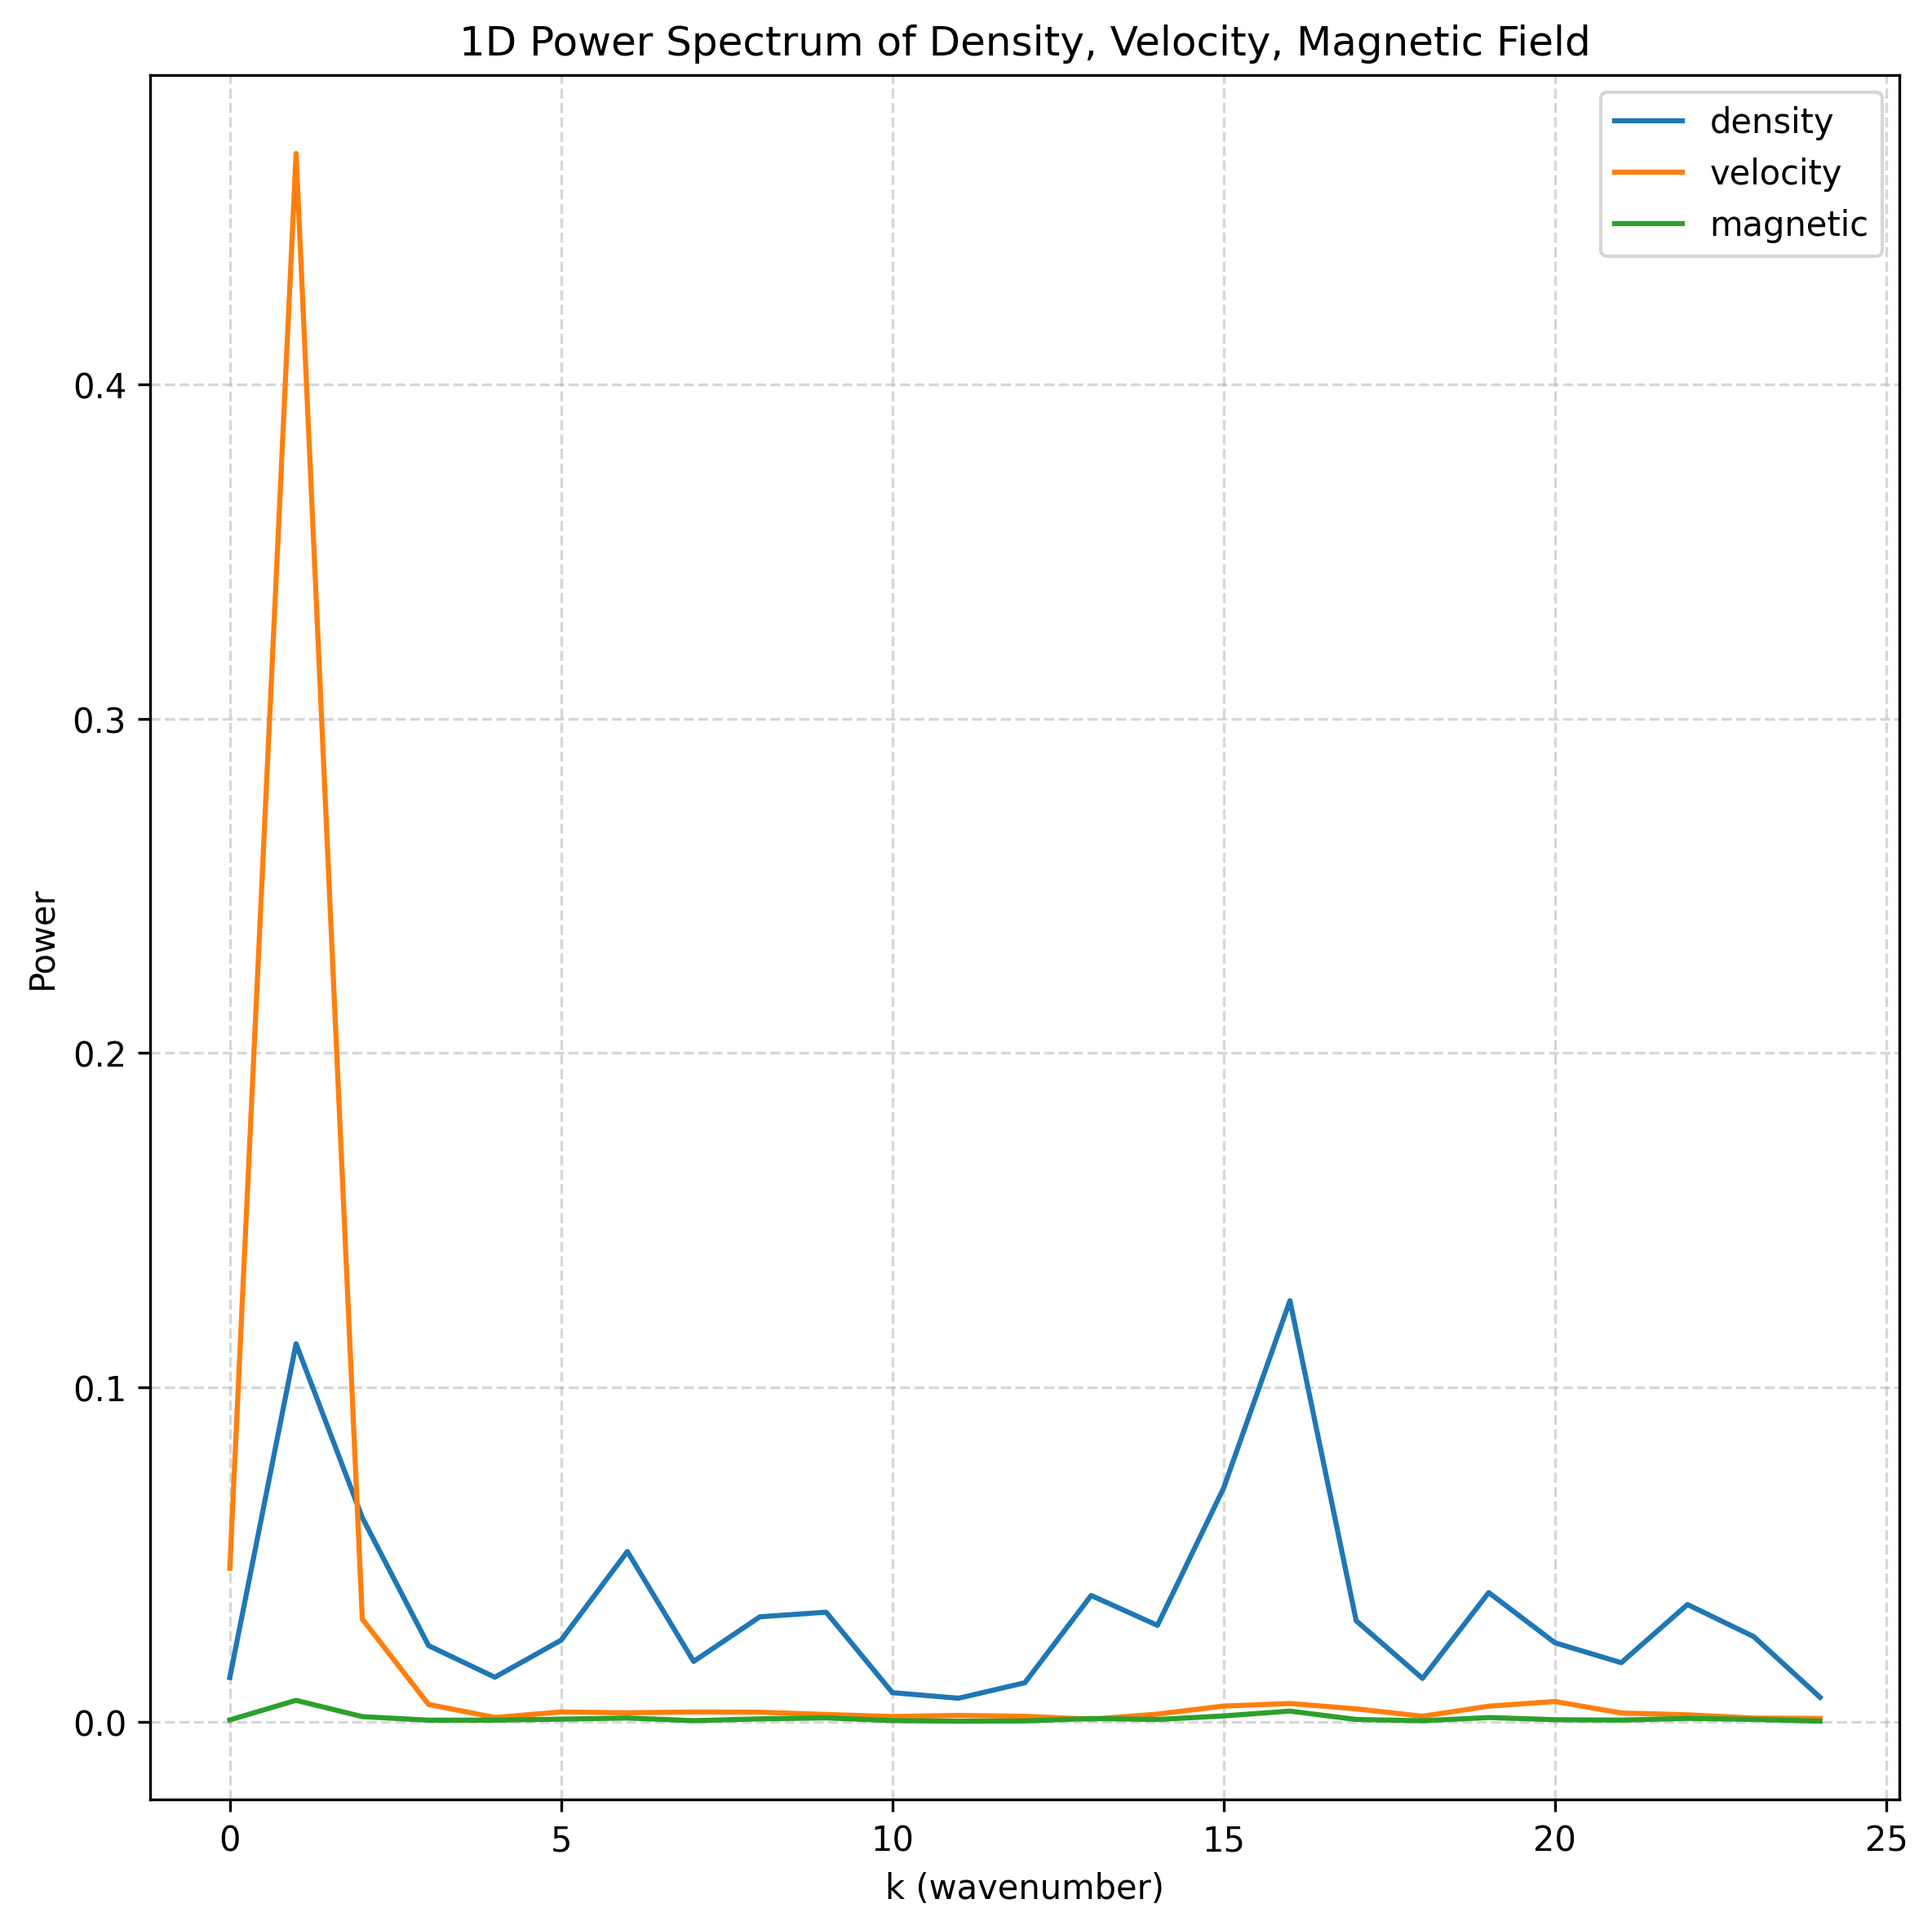 1D Power Spectrum of Density, Velocity, Magnetic Field
density
velocity
magnetic
0.4
0.3
0.2
0.1
0.0
Power
0 5 10 15 20 25
k (wavenumber)